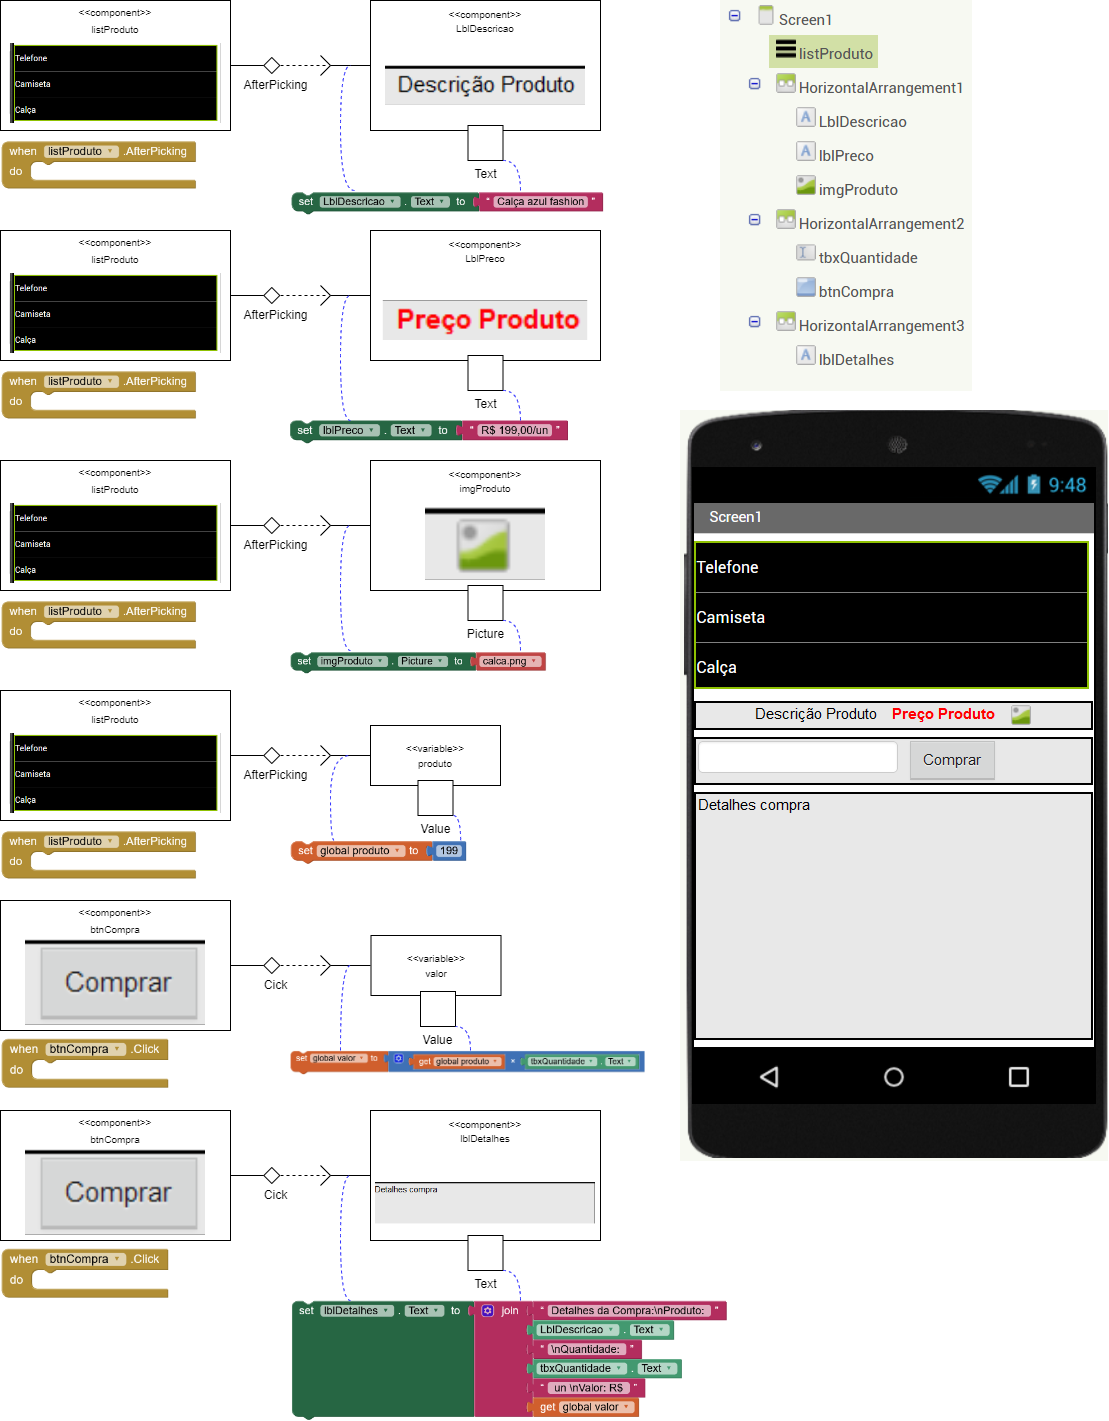 <<component>>
listProduto
Telefone
Camiseta
Calça
AfterPicking
<<component>>
LblDescricao
Descrição Produto
Text
when listProduto .AfterPicking
do
set LblDescricao . Text to " Calça azul fashion "
<<component>>
listProduto
Telefone
Camiseta
Calça
AfterPicking
<<component>>
LblPreco
Preço Produto
Text
when listProduto .AfterPicking
do
set lblPreco . Text to " R$ 199,00/un "
<<component>>
listProduto
Telefone
Camiseta
Calça
AfterPicking
<<component>>
imgProduto
Picture
when listProduto .AfterPicking
do
set imgProduto . Picture to calca.png
<<component>>
listProduto
Telefone
Camiseta
Calça
AfterPicking
<<variable>>
produto
Value
when listProduto .AfterPicking
do
set global produto to 199
<<component>>
btnCompra
Comprar
Cick
<<variable>>
valor
Value
when btnCompra .Click
do
set global valor to get global produto × tbxQuantidade . Text
<<component>>
btnCompra
Comprar
Cick
<<component>>
lblDetalhes
Detalhes compra
Text
when btnCompra .Click
do
set lblDetalhes . Text to join " Detalhes da Compra:\nProduto: "
LblDescricao . Text
" \nQuantidade: "
tbxQuantidade . Text
" un \nValor: R$ "
get global valor
Screen1
listProduto
HorizontalArrangement1
LblDescricao
lblPreco
imgProduto
HorizontalArrangement2
tbxQuantidade
btnCompra
HorizontalArrangement3
lblDetalhes
9:48
Screen1
Telefone
Camiseta
Calça
Descrição Produto Preço Produto
Comprar
Detalhes compra